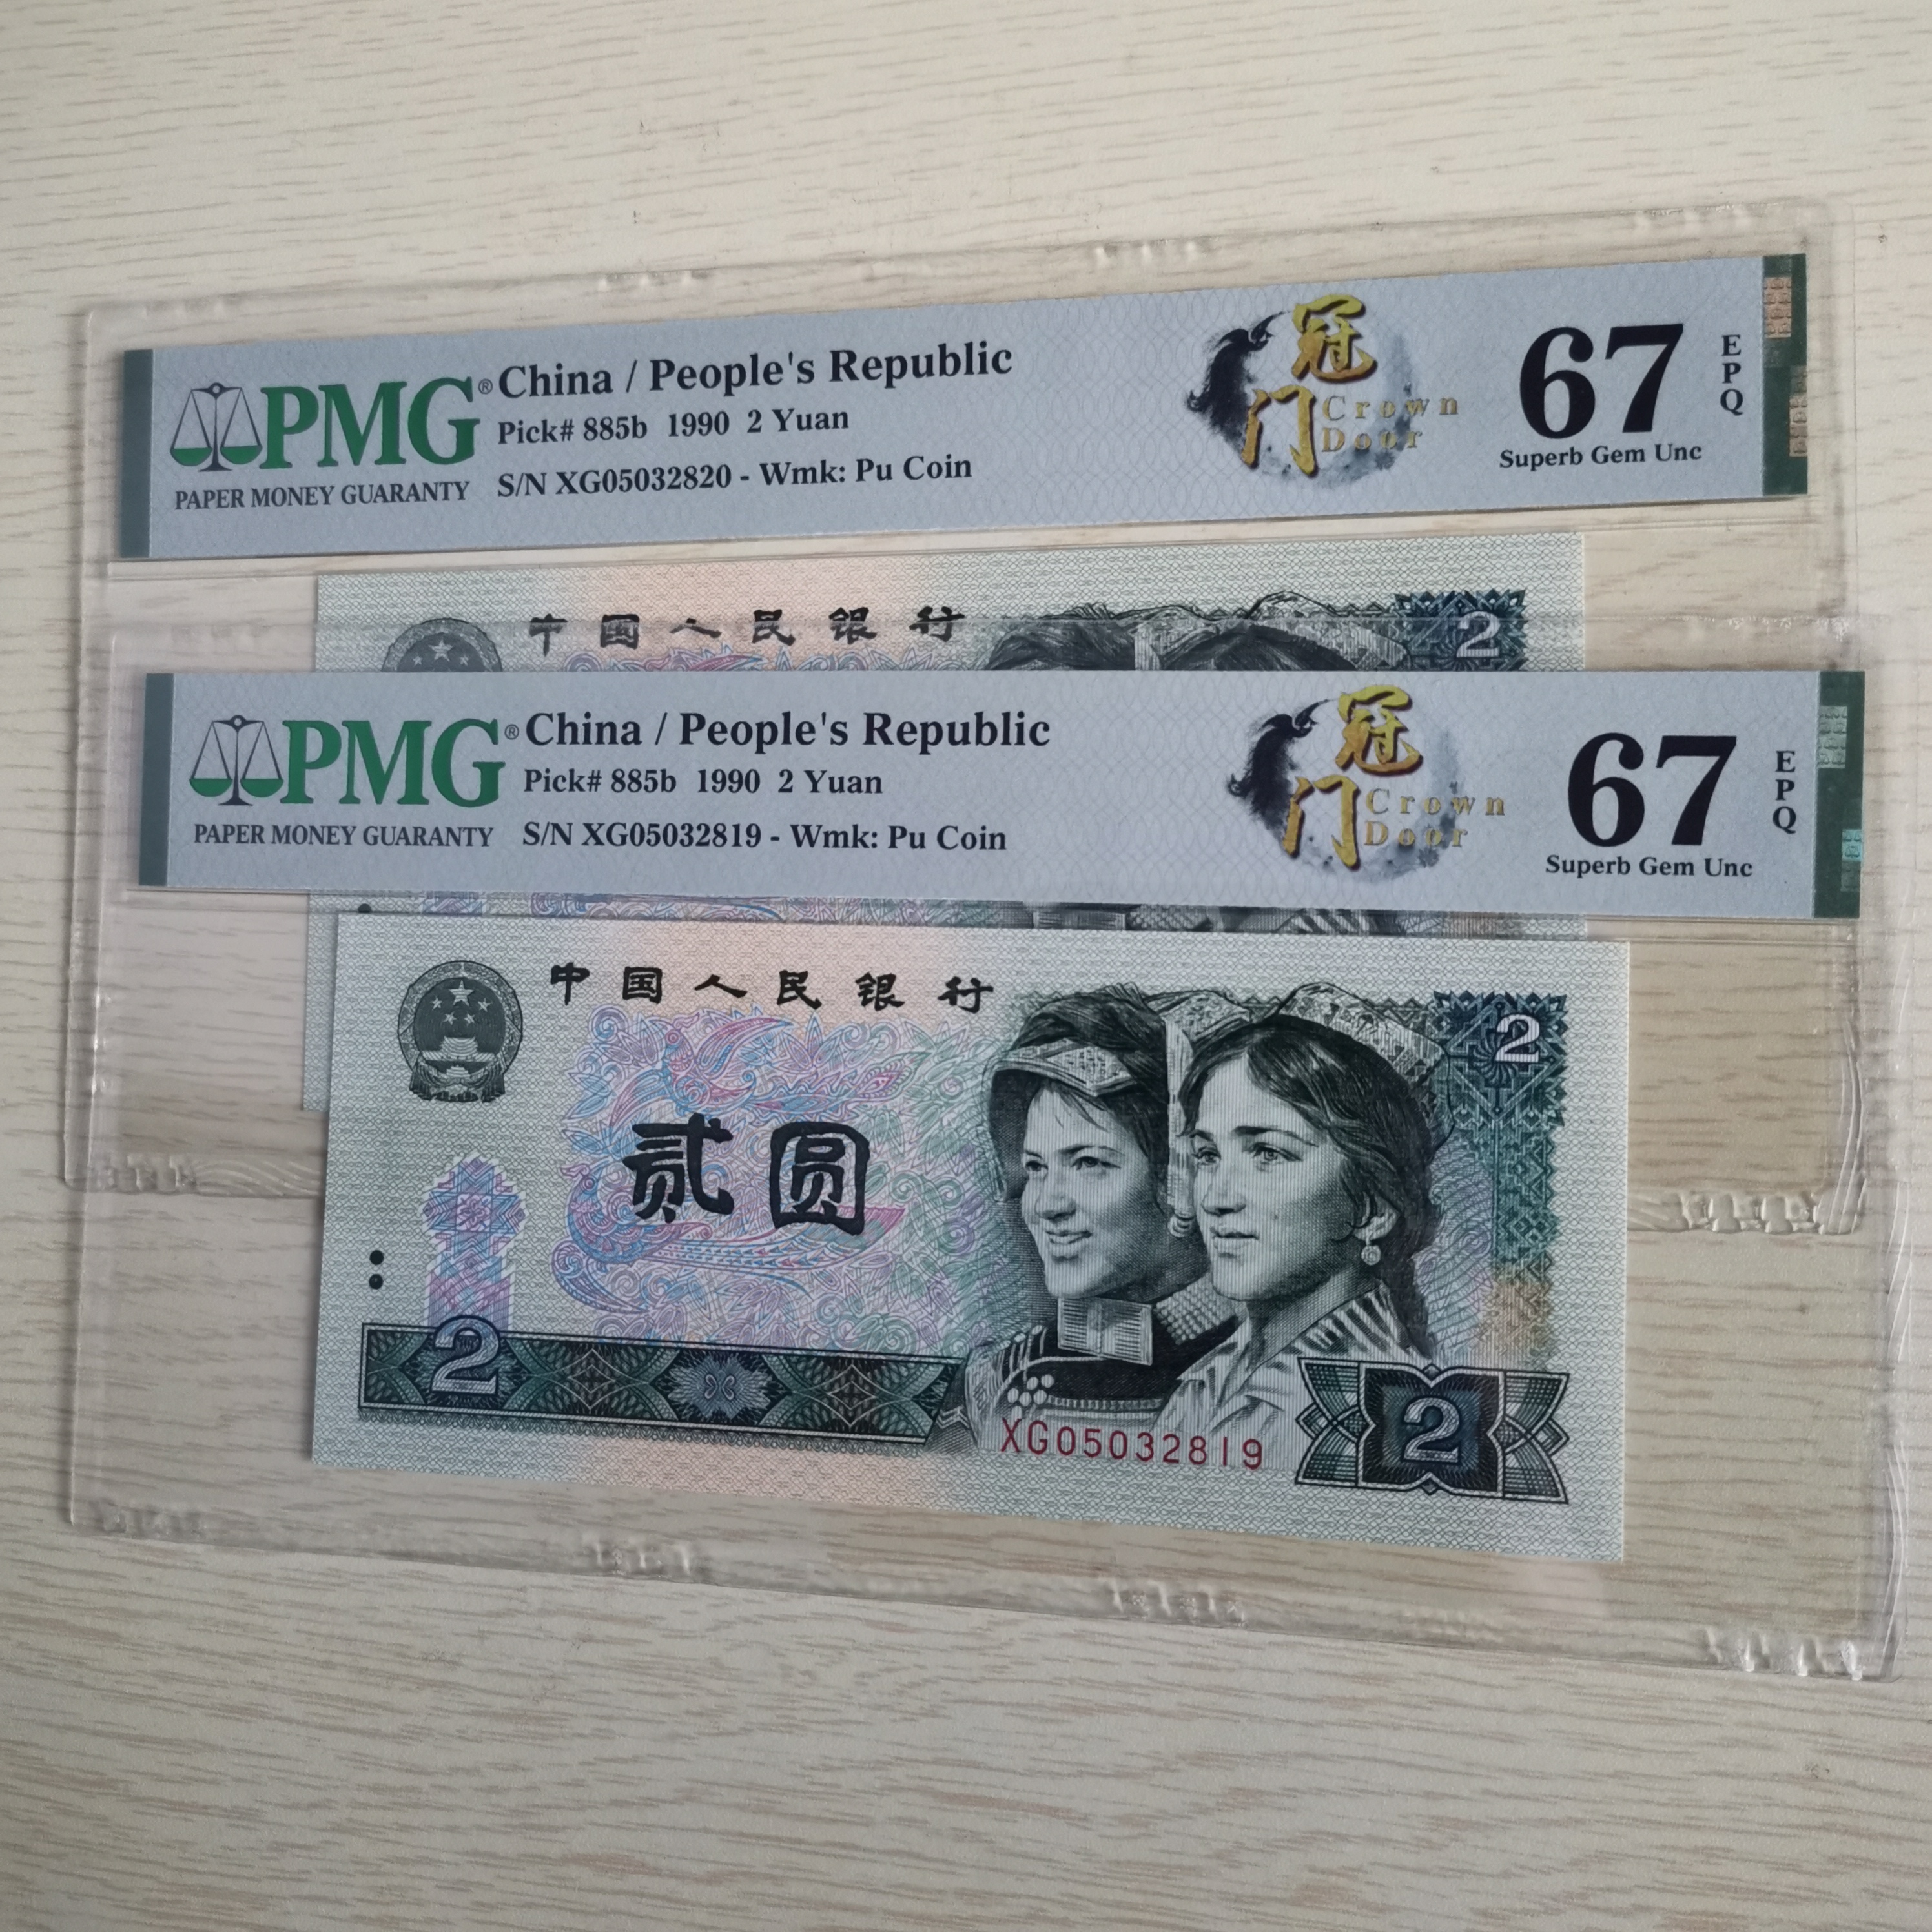 PMG® China / People's Republic
Pick# 885b 1990 2 Yuan
PAPER MONEY GUARANTY S/N XG05032820 - Wmk: Pu Coin
冠门
Crown
Door
67
EPQ
Superb Gem Unc
中国人民银行
2
PMG® China / People's Republic
Pick# 885b 1990 2 Yuan
PAPER MONEY GUARANTY S/N XG05032819 - Wmk: Pu Coin
冠门
Crown
Door
67
EPQ
Superb Gem Unc
中国人民银行
2
贰圆
2
XG05032819
2